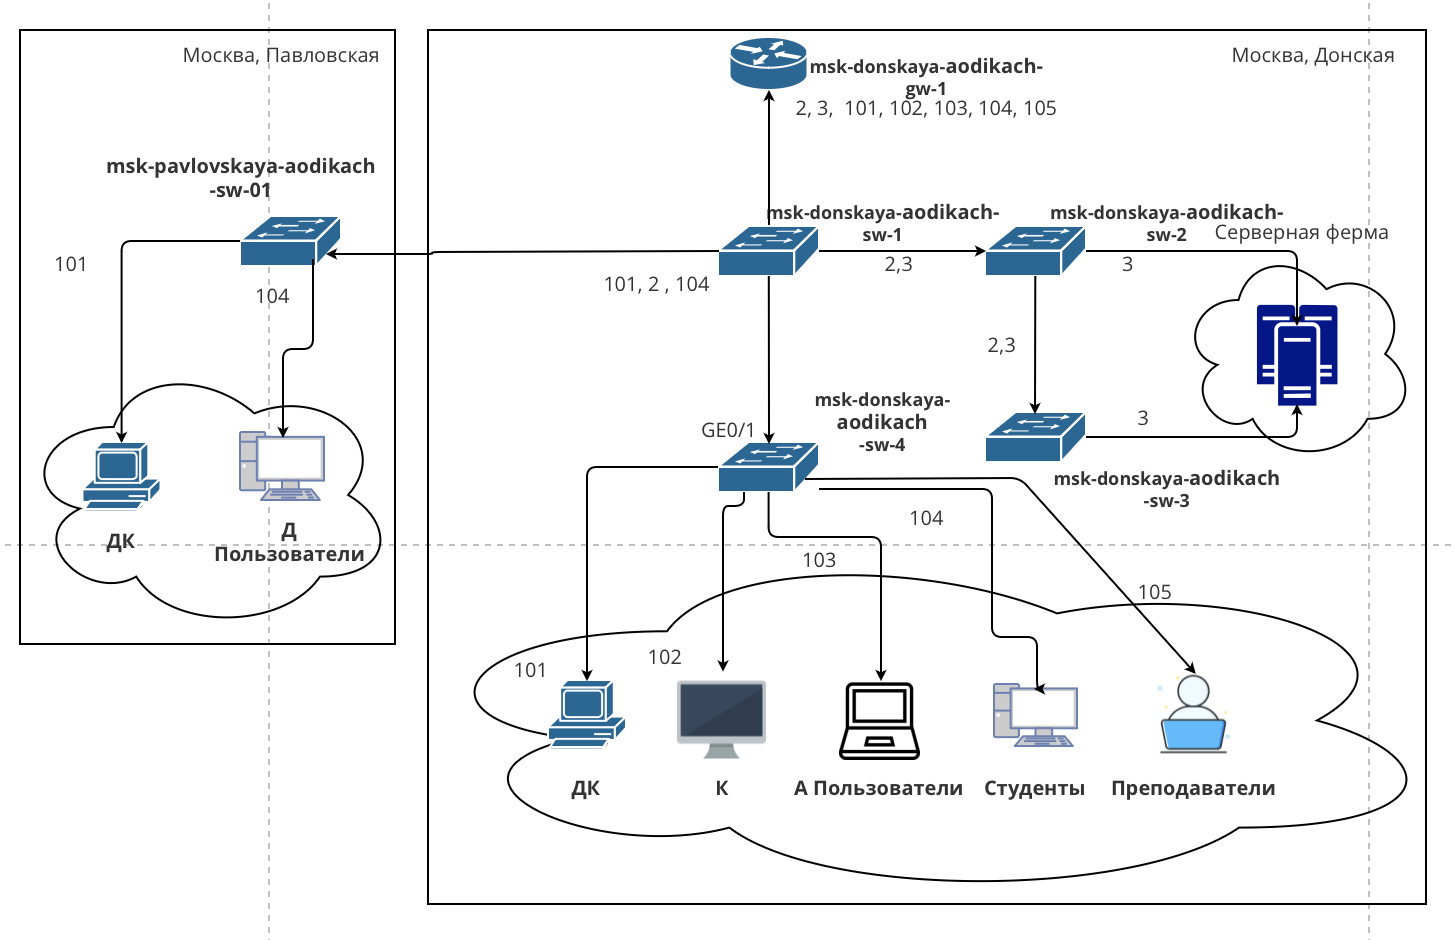 Москва, Павловская
msk-pavlovskaya-aodikach
-sw-01
101
104
ДК
Д
Пользователи
Москва, Донская
msk-donskaya-aodikach-
gw-1
2, 3,  101, 102, 103, 104, 105
msk-donskaya-aodikach-
sw-1
msk-donskaya-aodikach-
sw-2
Серверная ферма
101, 2 , 104
2,3
3
2,3
msk-donskaya-
aodikach
-sw-4
GE0/1
3
msk-donskaya-aodikach
-sw-3
104
103
105
101
102
ДК
К
А Пользователи
Студенты
Преподаватели